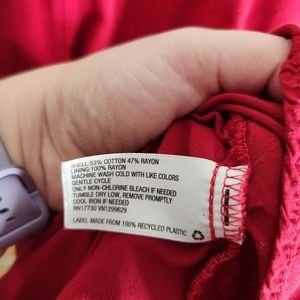 SHELL:53% COTTON 47% RAYON
LINING:100% RAYON
MACHINE WASH COLD WITH LIKE COLORS
GENTLE CYCLE
ONLY NON-CHLORINE BLEACH IF NEEDED
TUMBLE DRY LOW, REMOVE PROMPTLY
COOL IRON IF NEEDED
RN17730 VN1299629
LABEL MADE FROM 100% RECYCLED PLASTIC